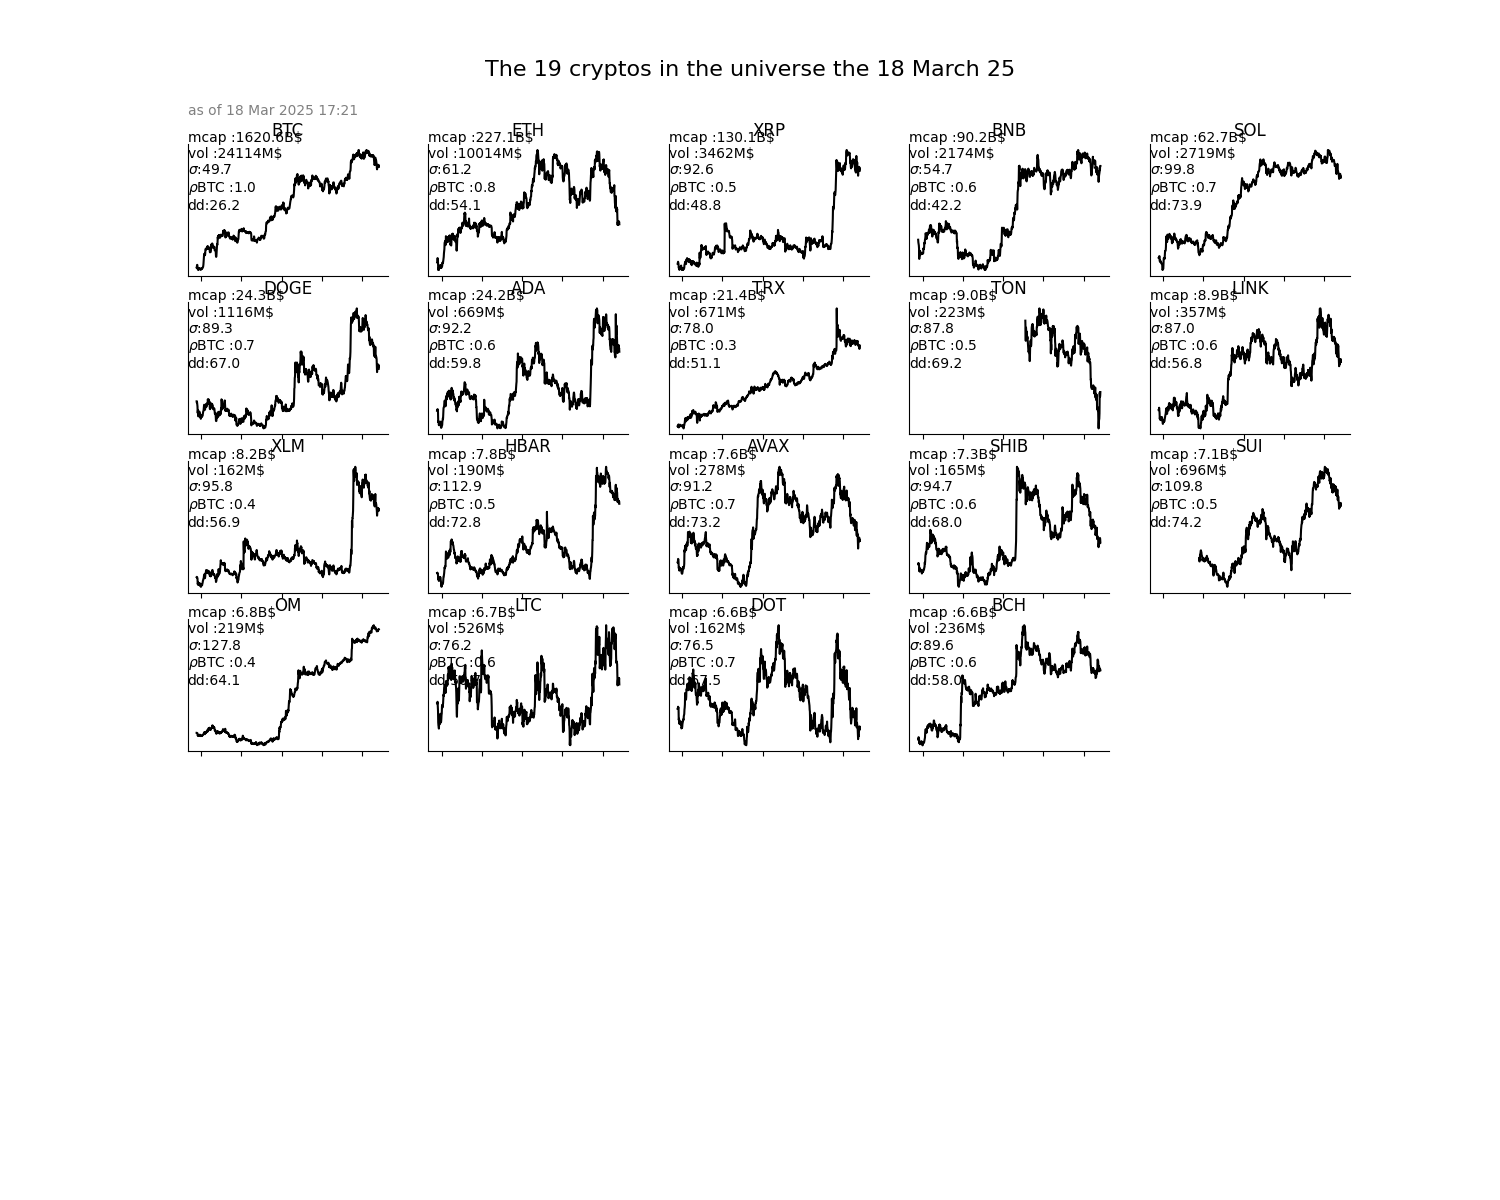 The 19 cryptos in the universe the 18 March 25
as of 18 Mar 2025 17:21
BTC
mcap :1620.6B$
vol :24114M$
σ:49.7
ρBTC :1.0
dd:26.2
ETH
mcap :227.1B$
vol :10014M$
σ:61.2
ρBTC :0.8
dd:54.1
XRP
mcap :130.1B$
vol :3462M$
σ:92.6
ρBTC :0.5
dd:48.8
BNB
mcap :90.2B$
vol :2174M$
σ:54.7
ρBTC :0.6
dd:42.2
SOL
mcap :62.7B$
vol :2719M$
σ:99.8
ρBTC :0.7
dd:73.9
DOGE
mcap :24.3B$
vol :1116M$
σ:89.3
ρBTC :0.7
dd:67.0
ADA
mcap :24.2B$
vol :669M$
σ:92.2
ρBTC :0.6
dd:59.8
TRX
mcap :21.4B$
vol :671M$
σ:78.0
ρBTC :0.3
dd:51.1
TON
mcap :9.0B$
vol :223M$
σ:87.8
ρBTC :0.5
dd:69.2
LINK
mcap :8.9B$
vol :357M$
σ:87.0
ρBTC :0.6
dd:56.8
XLM
mcap :8.2B$
vol :162M$
σ:95.8
ρBTC :0.4
dd:56.9
HBAR
mcap :7.8B$
vol :190M$
σ:112.9
ρBTC :0.5
dd:72.8
AVAX
mcap :7.6B$
vol :278M$
σ:91.2
ρBTC :0.7
dd:73.2
SHIB
mcap :7.3B$
vol :165M$
σ:94.7
ρBTC :0.6
dd:68.0
SUI
mcap :7.1B$
vol :696M$
σ:109.8
ρBTC :0.5
dd:74.2
OM
mcap :6.8B$
vol :219M$
σ:127.8
ρBTC :0.4
dd:64.1
LTC
mcap :6.7B$
vol :526M$
σ:76.2
ρBTC :0.6
DOT
mcap :6.6B$
vol :162M$
σ:76.5
ρBTC :0.7
dd:67.5
BCH
mcap :6.6B$
vol :236M$
σ:89.6
ρBTC :0.6
dd:58.0